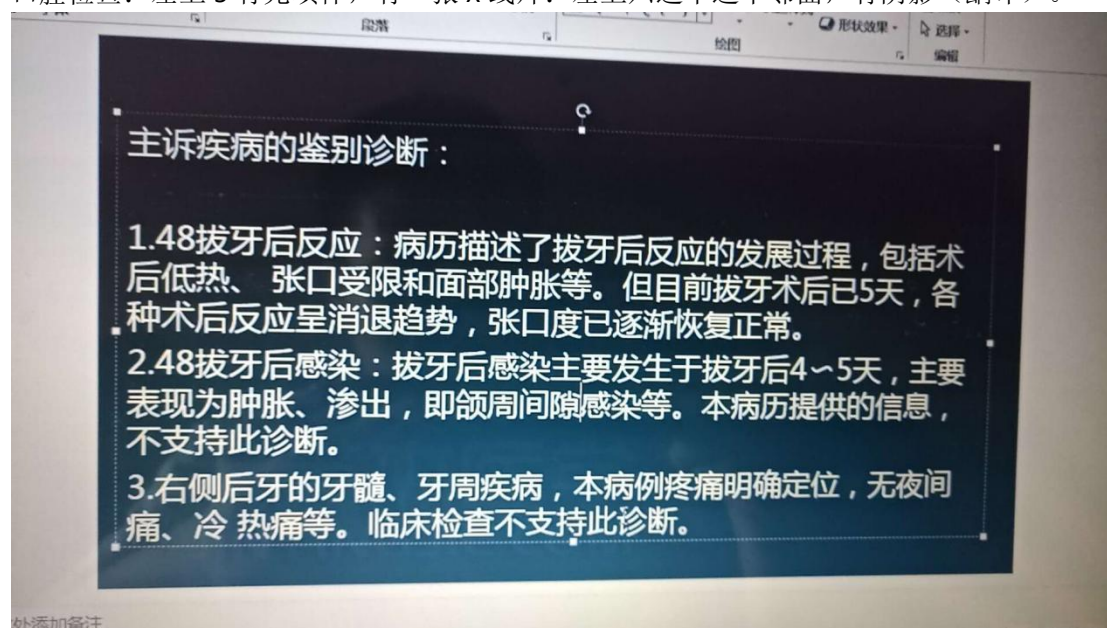 段落
绘图
形状效果
选择
编辑
主诉疾病的鉴别诊断：
1.48拔牙后反应：病历描述了拔牙后反应的发展过程，包括术
后低热、 张口受限和面部肿胀等。但目前拔牙术后已5天，各
种术后反应呈消退趋势，张口度已逐渐恢复正常。
2.48拔牙后感染：拔牙后感染主要发生于拔牙后4～5天，主要
表现为肿胀、渗出，即颌周间隙感染等。本病历提供的信息，
不支持此诊断。
3.右侧后牙的牙髓、牙周疾病，本病例疼痛明确定位，无夜间
痛、冷 热痛等。临床检查不支持此诊断。
处添加备注